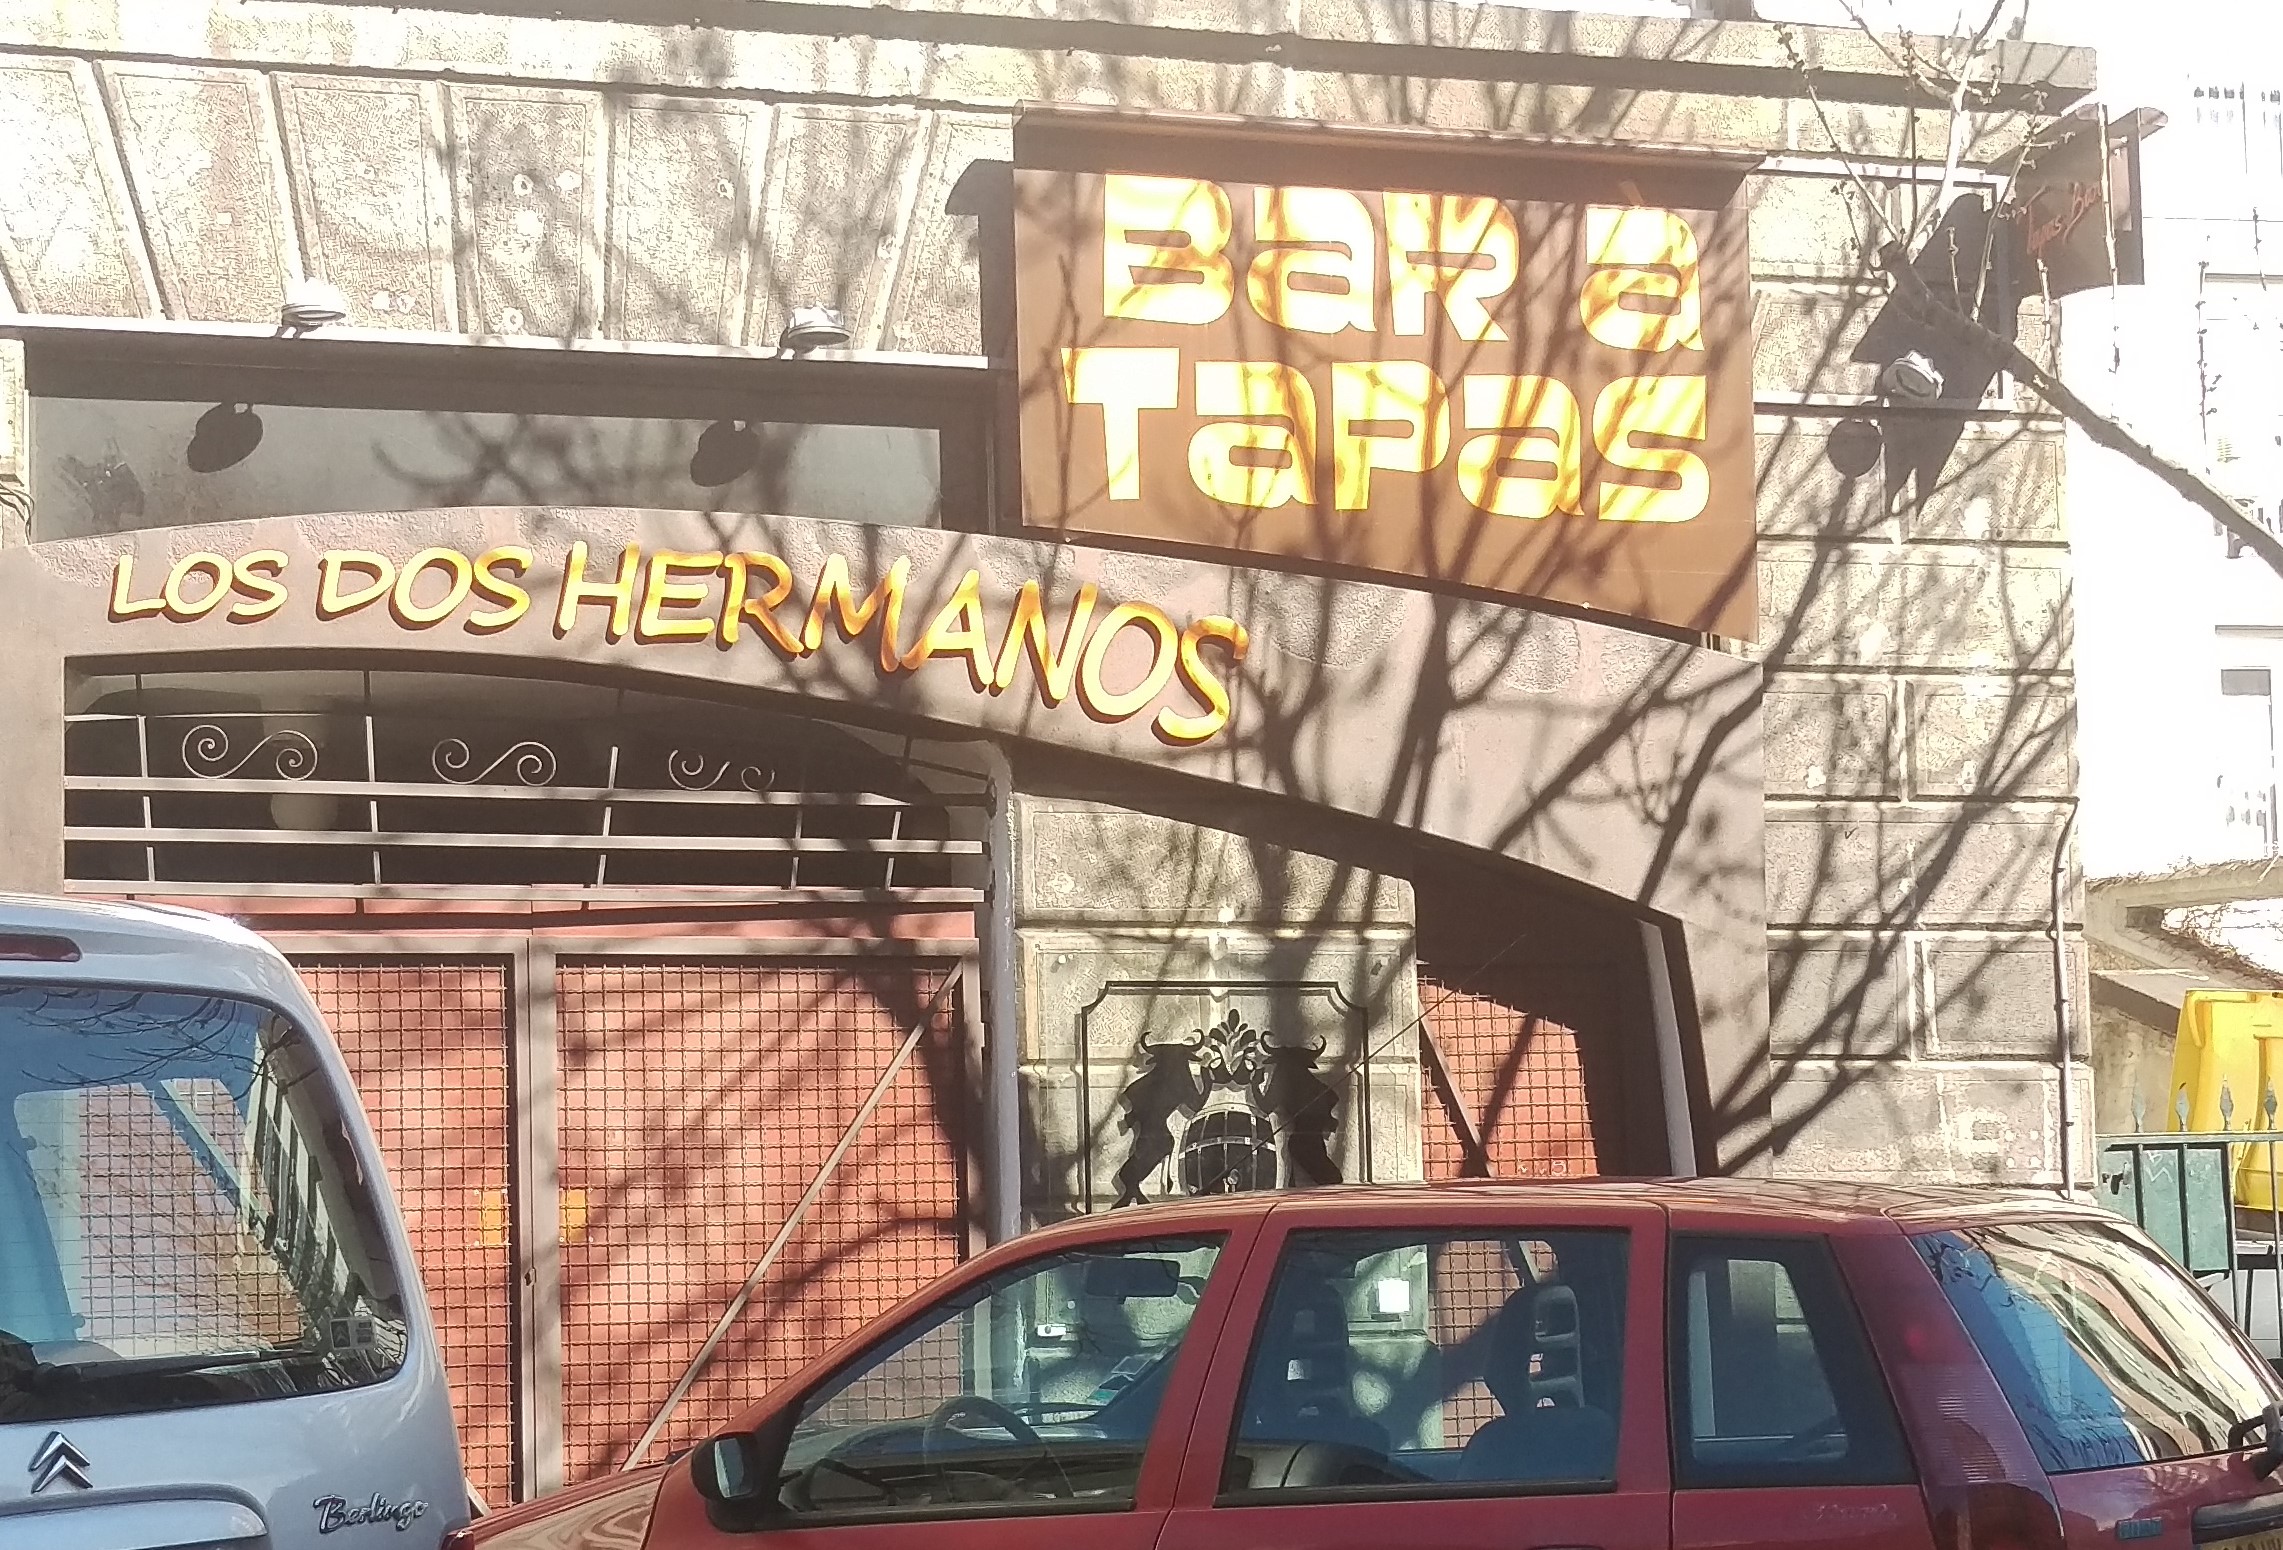 BaR a
TaPas
Tapas Bar
LOS DOS HERMANOS
Berlingo